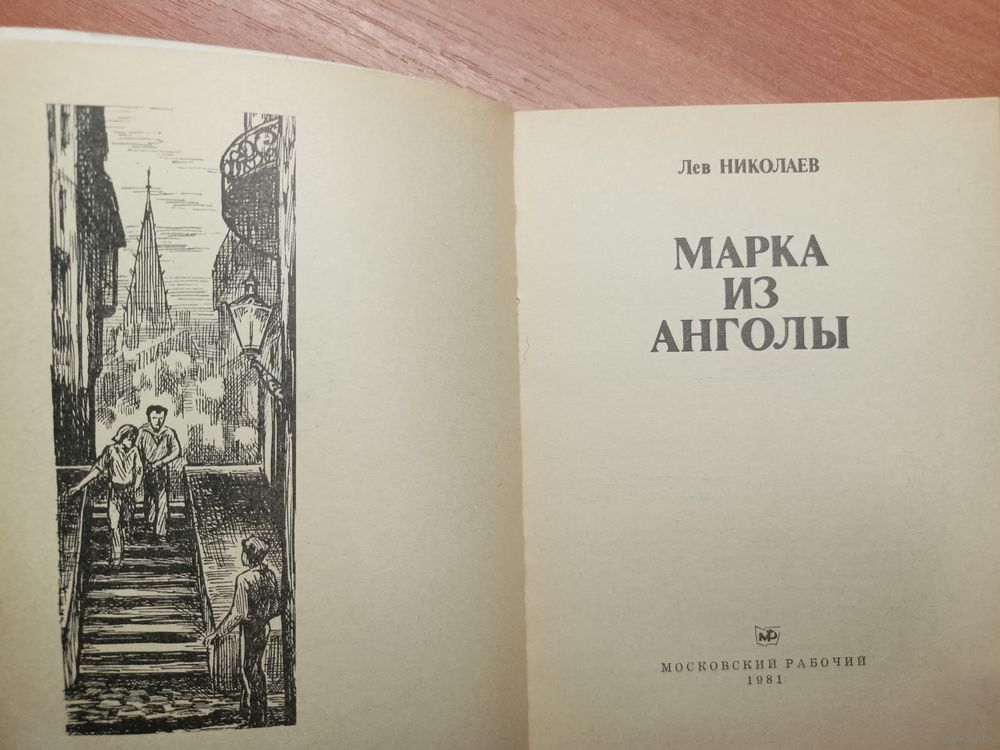 Лев НИКОЛАЕВ
МАРКА
ИЗ
АНГОЛЫ
МР
МОСКОВСКИЙ РАБОЧИЙ
1981